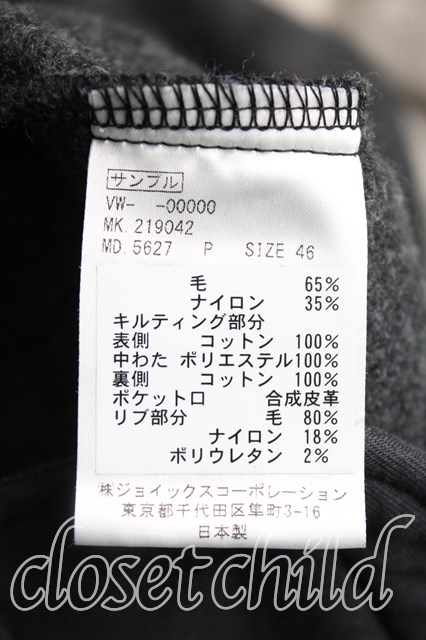 サンプル
VW- -00000
MK. 219042
MD. 5627 P SIZE 46
毛 65%
ナイロン 35%
キルティング部分
表側 コットン 100%
中わた ポリエステル100%
裏側 コットン 100%
ポケット口 合成皮革
リブ部分 毛 80%
ナイロン 18%
ポリウレタン 2%
㈱ジョイックスコーポレーション
東京都千代田区隼町3-16
日本製
closet child